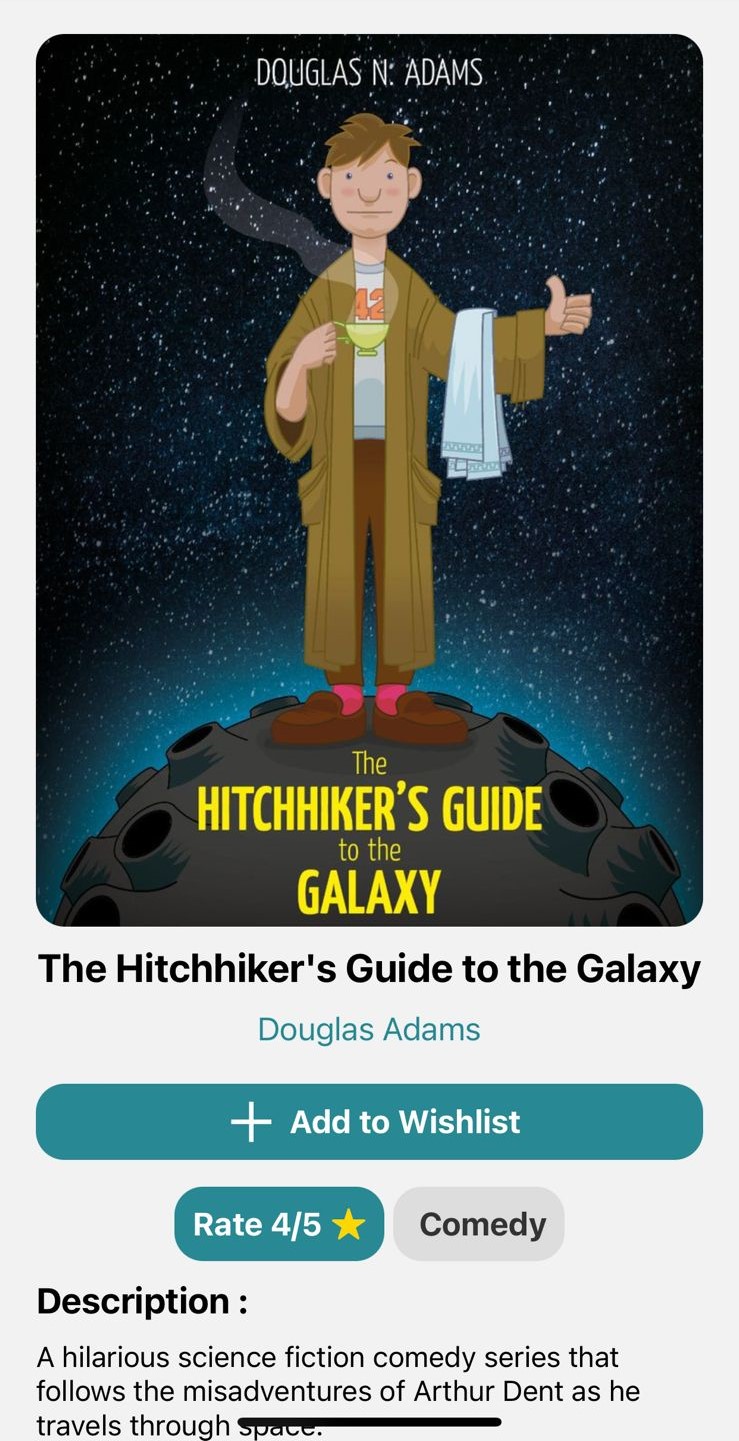 DOUGLAS N. ADAMS
42
The
HITCHHIKER'S GUIDE
to the
GALAXY
The Hitchhiker's Guide to the Galaxy
Douglas Adams
Add to Wishlist
Rate 4/5 ⭐ Comedy
Description :
A hilarious science fiction comedy series that
follows the misadventures of Arthur Dent as he
travels through space.